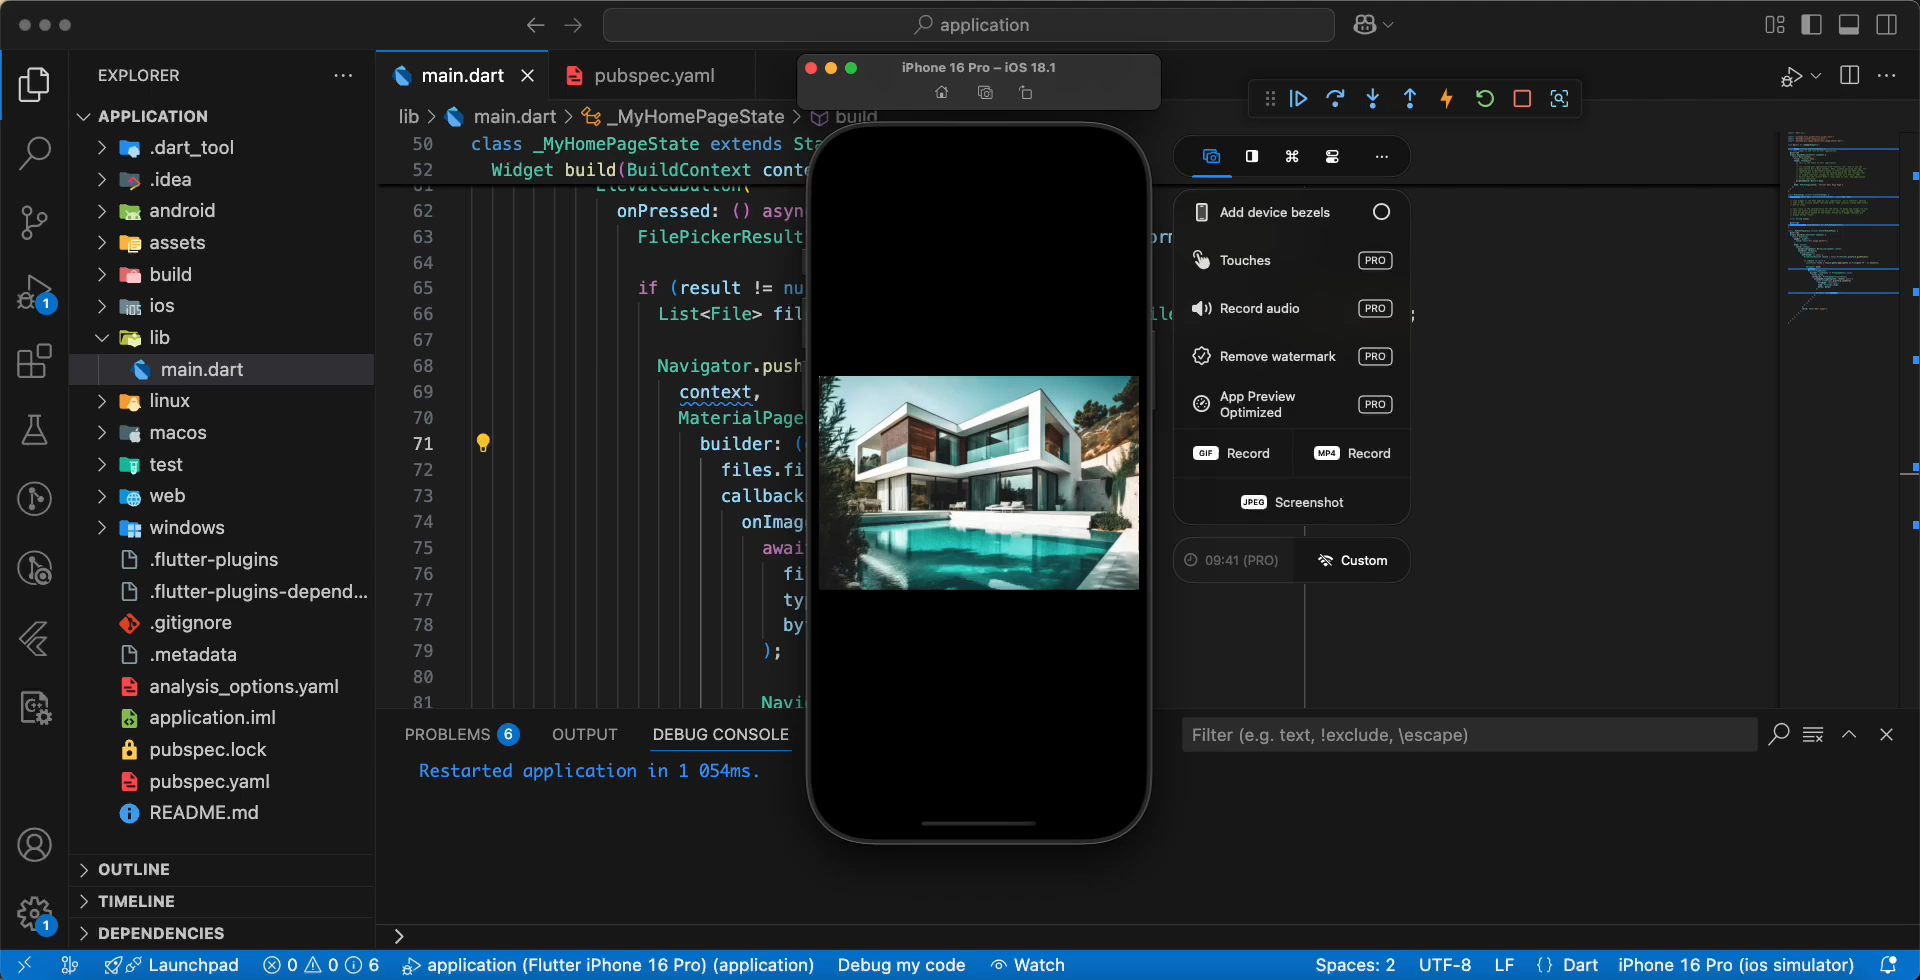 application
EXPLORER
APPLICATION
.dart_tool
.idea
android
assets
build
ios
lib
main.dart
linux
macos
test
web
windows
.flutter-plugins
.flutter-plugins-depend...
.gitignore
.metadata
analysis_options.yaml
application.iml
pubspec.lock
pubspec.yaml
README.md
OUTLINE
TIMELINE
DEPENDENCIES
1
1
main.dart
pubspec.yaml
lib > main.dart > _MyHomePageState > build
50 class _MyHomePageState extends Sta
52 Widget build(BuildContext conte
61 ElevatedButton(
62 onPressed: () asyn
63 FilePickerResult
64
65 if (result != nu
66 List<File> fil
67
68 Navigator.push
69 context,
70 MaterialPage
71 builder: (
72 files.fi
73 callback
74 onImag
75 awai
76 fi
77 ty
78 by
79 );
80
81 Navi
iPhone 16 Pro – iOS 18.1
Add device bezels
Touches PRO
Record audio PRO
Remove watermark PRO
App Preview
Optimized PRO
GIF Record MP4 Record
JPEG Screenshot
09:41 (PRO) Custom
PROBLEMS 6 OUTPUT DEBUG CONSOLE
Filter (e.g. text, !exclude, \escape)
Restarted application in 1 054ms.
Launchpad 0 0 6 application (Flutter iPhone 16 Pro) (application) Debug my code Watch
Spaces: 2 UTF-8 LF {} Dart iPhone 16 Pro (ios simulator)